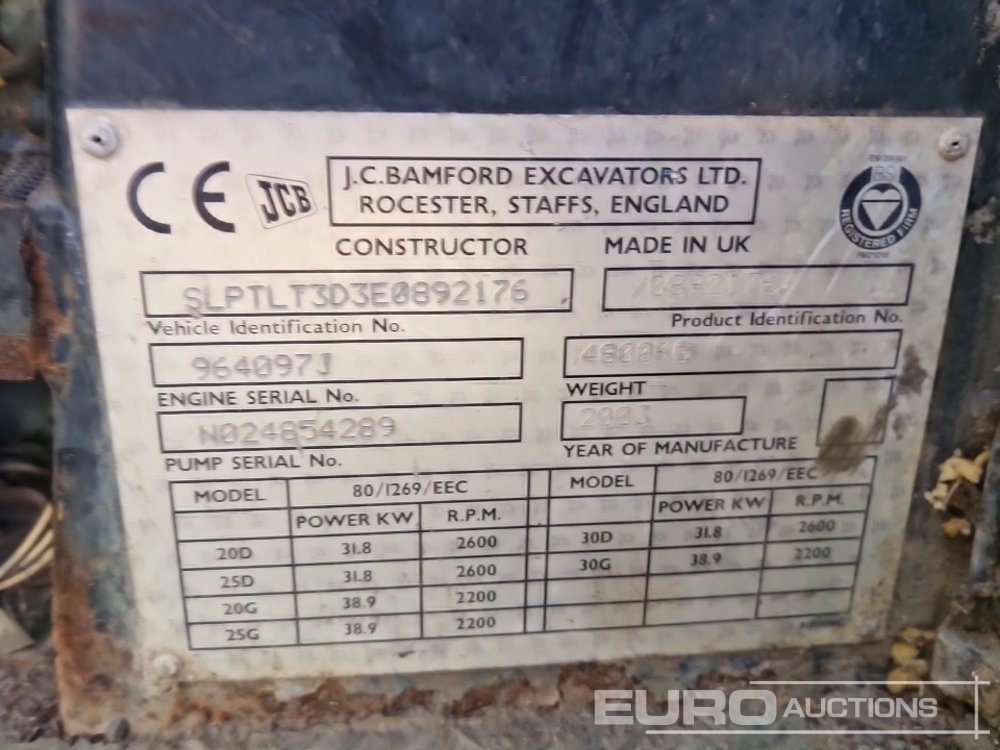 CE JCB
J.C.BAMFORD EXCAVATORS LTD.
ROCESTER, STAFFS, ENGLAND
BSI
REGISTERED FIRM
CONSTRUCTOR MADE IN UK
SLPTLT3D3E0892176
Vehicle Identification No. Product Identification No.
964097J 4800KG
ENGINE SERIAL No. WEIGHT
N024854289 2003
PUMP SERIAL No. YEAR OF MANUFACTURE
MODEL 80/1269/EEC MODEL 80/1269/EEC
POWER KW R.P.M. POWER KW R.P.M.
20D 31.8 2600 30D 31.8 2600
25D 31.8 2600 30G 38.9 2200
20G 38.9 2200
25G 38.9 2200
EURO AUCTIONS